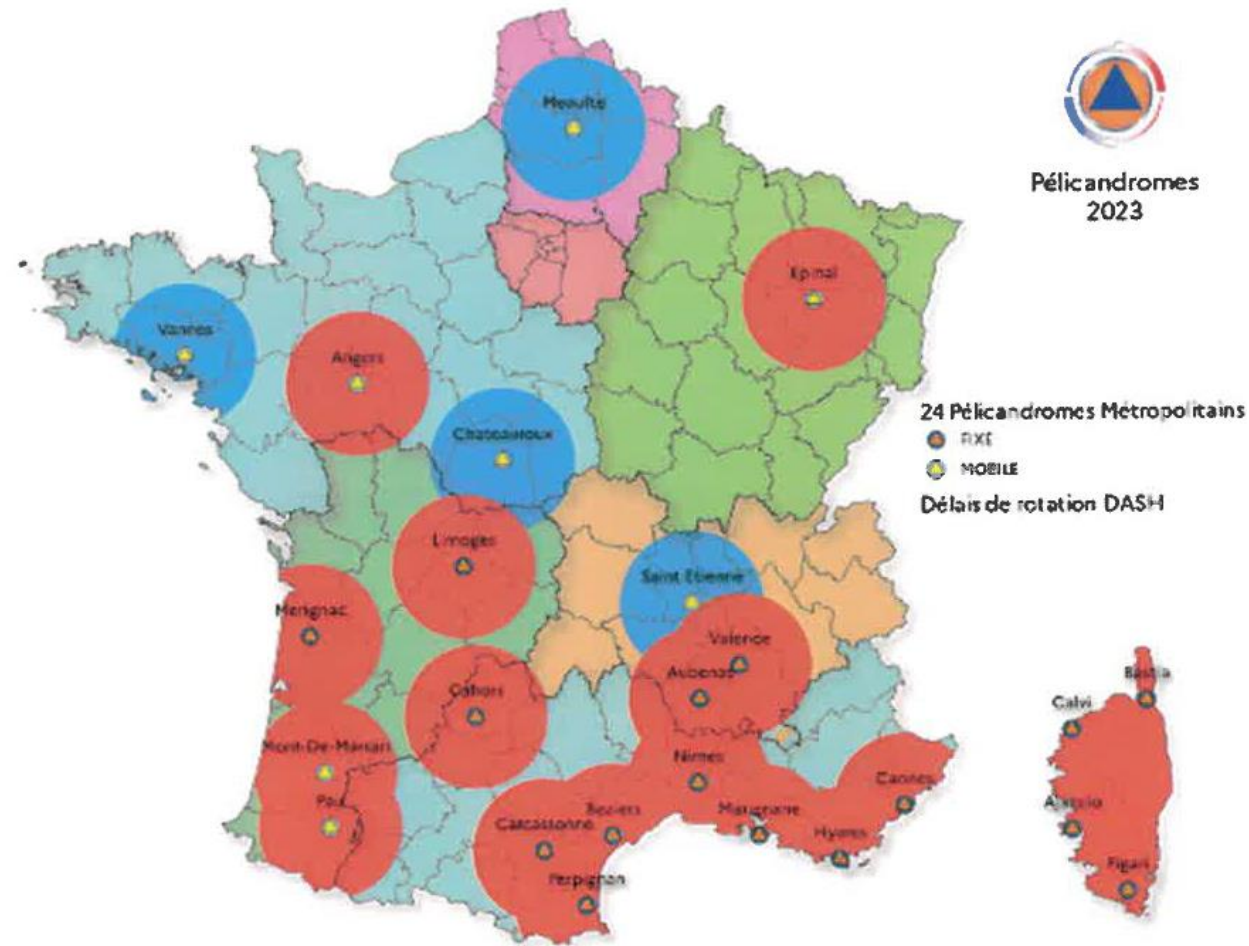 Pélicandromes
2023
24 Pélicandromes Métropolitains
FIXE
MOBILE
Délais de rotation DASH
Meaulte
Epinal
Vannes
Angers
Chateauroux
Limoges
Saint Etienne
Merignac
Valence
Aubenas
Cahors
Bastia
Calvi
Mont-De-Marsan
Nimes
Cannes
Pau
Beziers
Marignane
Ajaccio
Carcassonne
Hyeres
Perpignan
Figari